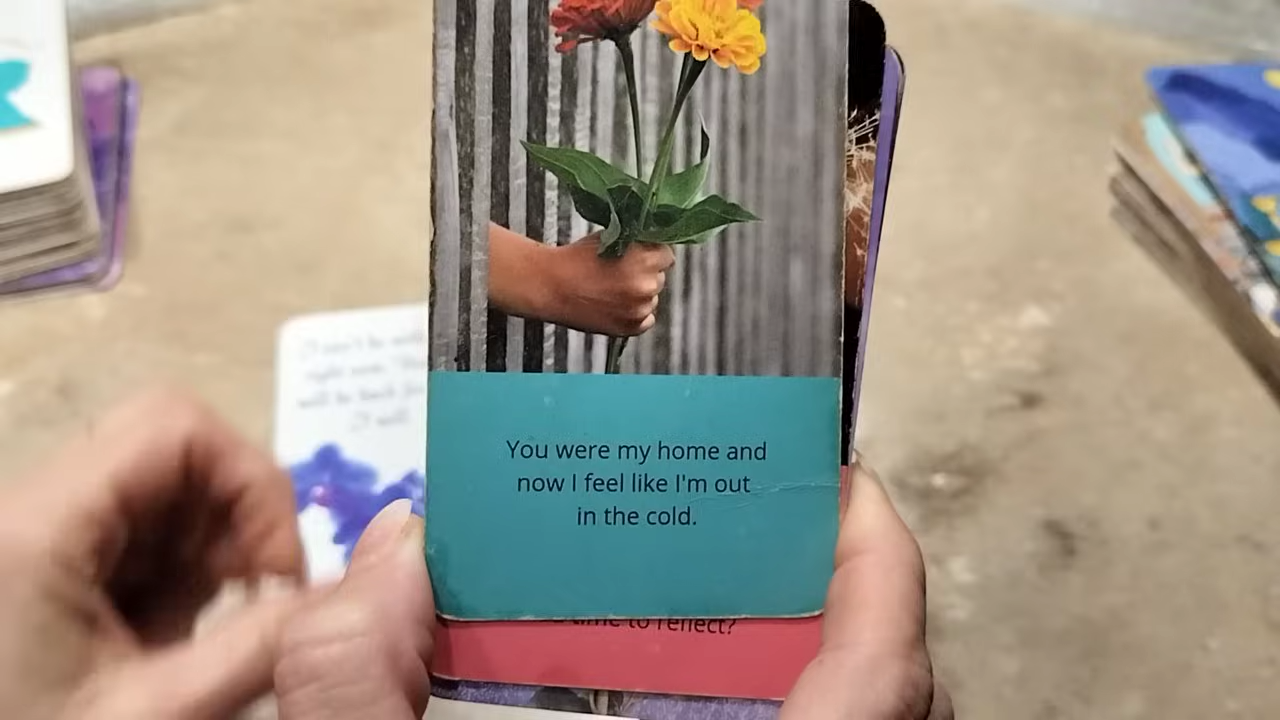 You were my home and
now I feel like I'm out
in the cold.
time to reflect?